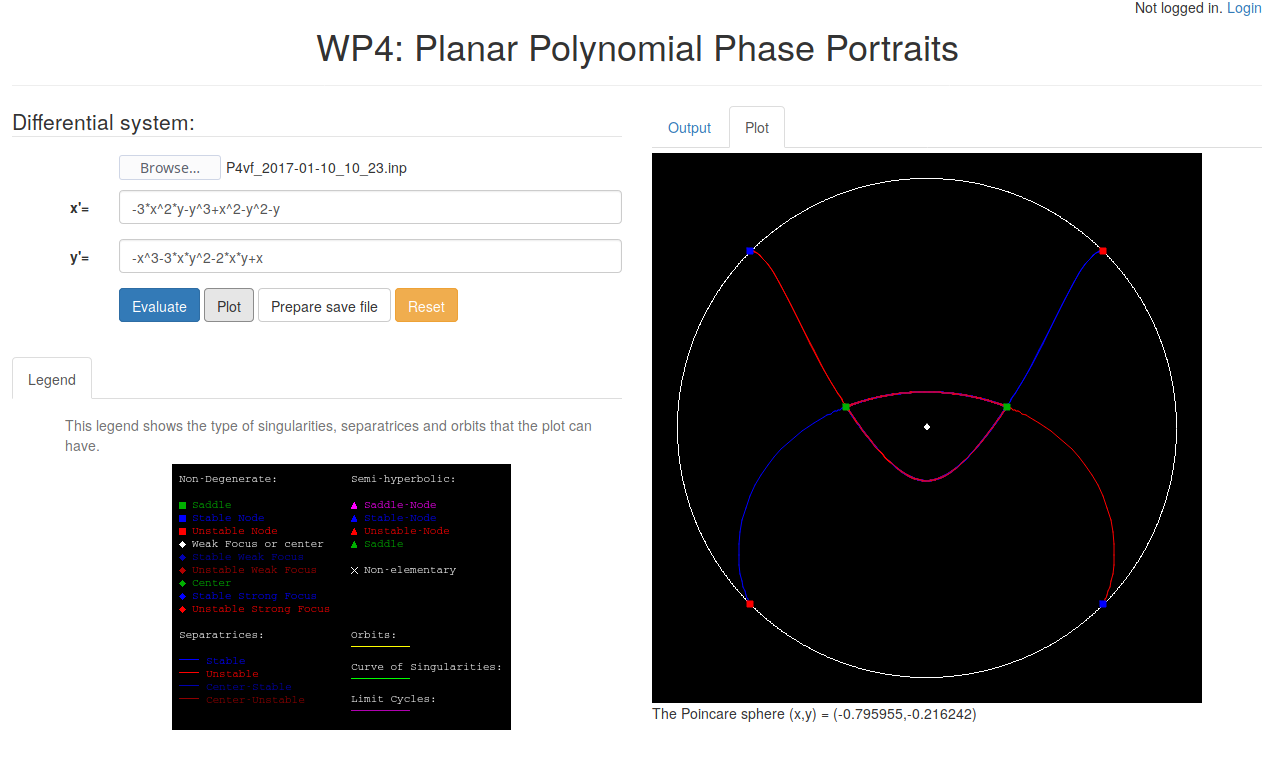 Not logged in. Login
WP4: Planar Polynomial Phase Portraits
Differential system:
Browse... P4vf_2017-01-10_10_23.inp
x'= -3*x^2*y-y^3+x^2-y^2-y
y'= -x^3-3*x*y^2-2*x*y+x
Evaluate Plot Prepare save file Reset
Legend
This legend shows the type of singularities, separatrices and orbits that the plot can
have.
Non-Degenerate: Semi-hyperbolic:
Saddle Saddle-Node
Stable Node Stable-Node
Unstable Node Unstable-Node
Weak Focus or center Saddle
Stable Weak Focus
Unstable Weak Focus Non-elementary
Center
Stable Strong Focus
Unstable Strong Focus
Separatrices: Orbits:
Stable
Unstable Curve of Singularities:
Center-Stable
Center-Unstable Limit Cycles:
Output Plot
The Poincare sphere (x,y) = (-0.795955,-0.216242)